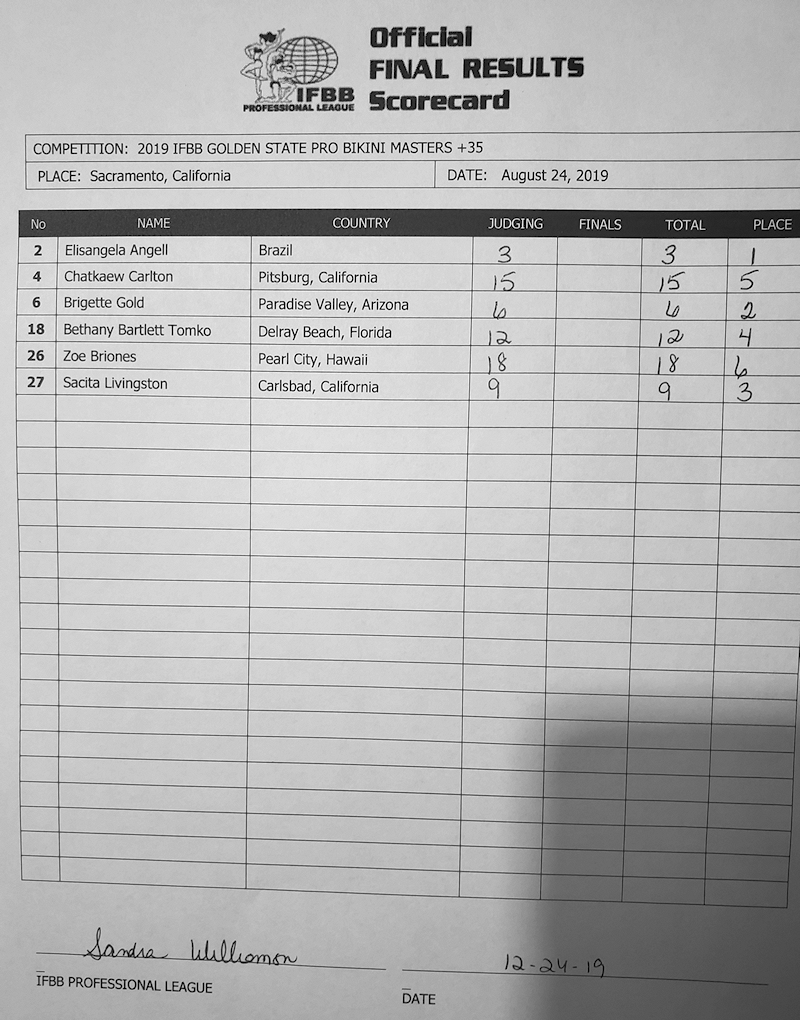 Official
FINAL RESULTS
Scorecard
IFBB
PROFESSIONAL LEAGUE
COMPETITION: 2019 IFBB GOLDEN STATE PRO BIKINI MASTERS +35
PLACE: Sacramento, California DATE: August 24, 2019
No NAME COUNTRY JUDGING FINALS TOTAL PLACE
2 Elisangela Angell Brazil 3 3 1
4 Chatkaew Carlton Pitsburg, California 15 15 5
6 Brigette Gold Paradise Valley, Arizona 6 6 2
18 Bethany Bartlett Tomko Delray Beach, Florida 12 12 4
26 Zoe Briones Pearl City, Hawaii 18 18 6
27 Sacita Livingston Carlsbad, California 9 9 3
Sandra Williamson 12-24-19
IFBB PROFESSIONAL LEAGUE
DATE